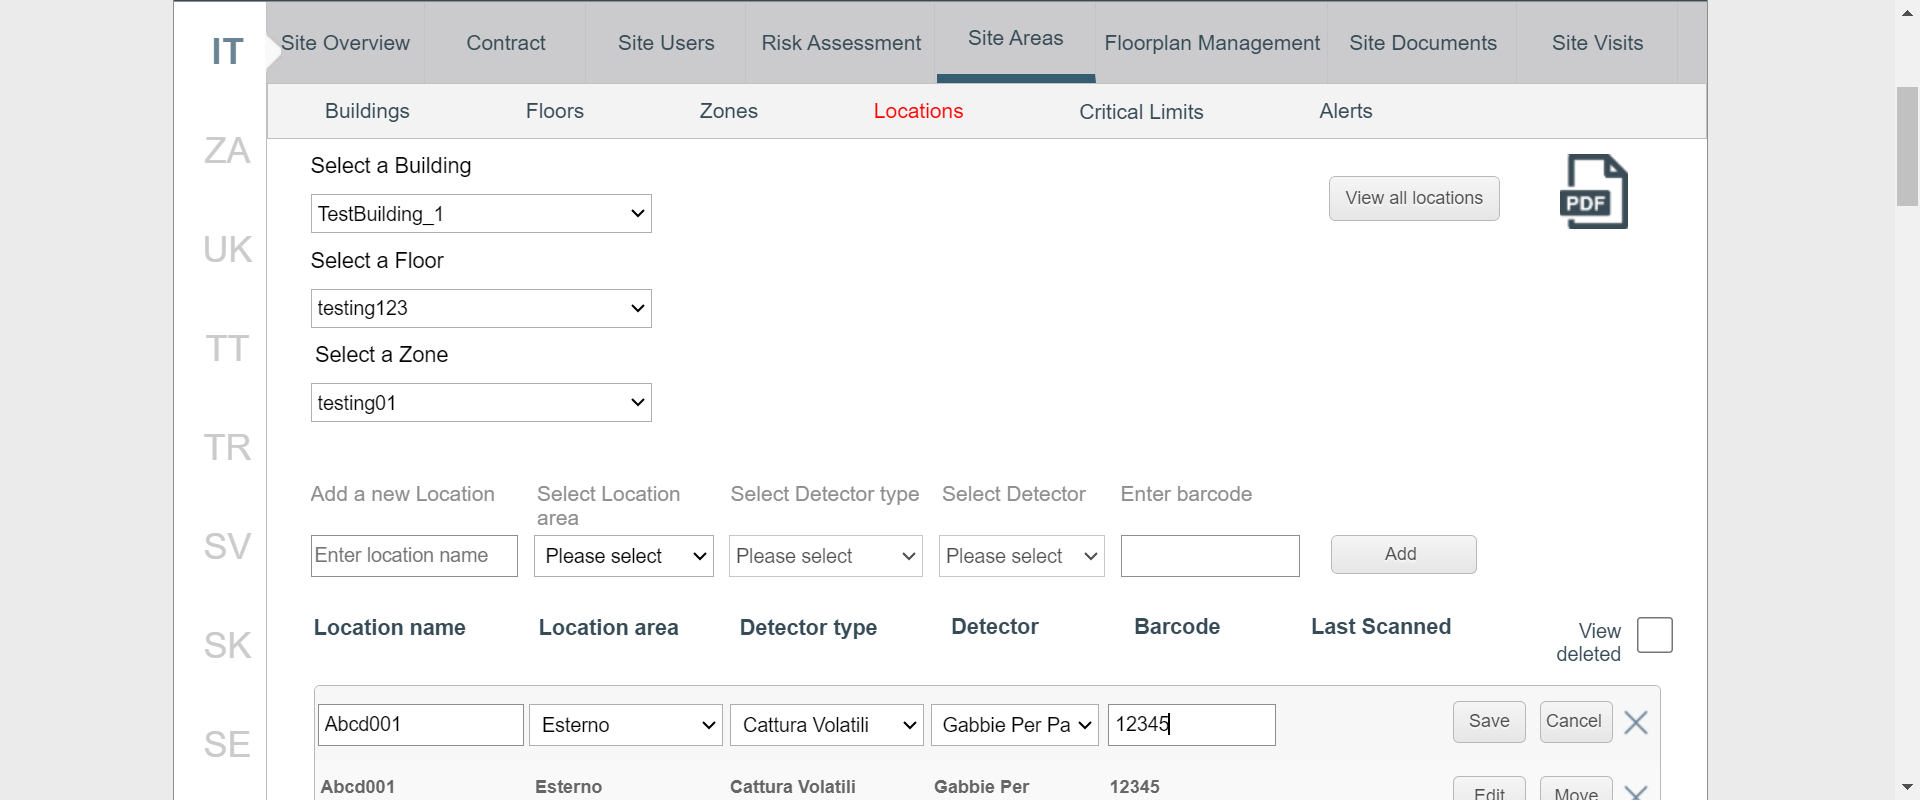 IT
ZA
UK
TT
TR
SV
SK
SE
Site Overview
Contract
Site Users
Risk Assessment
Site Areas
Floorplan Management
Site Documents
Site Visits
Buildings
Floors
Zones
Locations
Critical Limits
Alerts
Select a Building
TestBuilding_1
View all locations
PDF
Select a Floor
testing123
Select a Zone
testing01
Add a new Location
Select Location
area
Select Detector type
Select Detector
Enter barcode
Enter location name
Please select
Please select
Please select
Add
Location name
Location area
Detector type
Detector
Barcode
Last Scanned
View
deleted
Abcd001
Esterno
Cattura Volatili
Gabbie Per Pa
12345
Save
Cancel
Abcd001
Esterno
Cattura Volatili
Gabbie Per
12345
Edit
Move